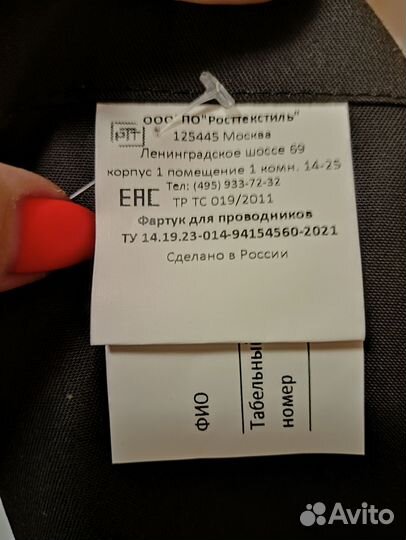 ООО "ПО "Росттекстиль"
125445 Москва
Ленинградское шоссе 69
корпус 1 помещение 1 комн. 14-25
Тел: (495) 933-72-32
EAC ТР ТС 019/2011
Фартук для проводников
ТУ 14.19.23-014-94154560-2021
Сделано в России
ФИО
Табельный
номер
Avito